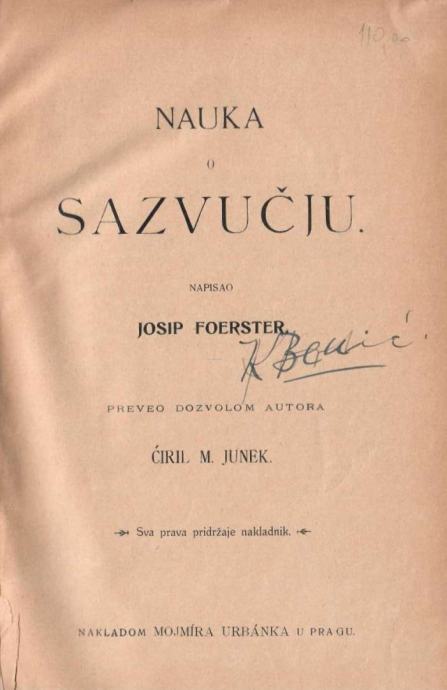 110,00
NAUKA
O
SAZVUČJU.
NAPISAO
JOSIP FOERSTER.
PREVEO DOZVOLOM AUTORA
ĆIRIL M. JUNEK.
Sva prava pridržaje nakladnik.
NAKLADOM MOJMÍRA URBÁNKA U PRAGU.